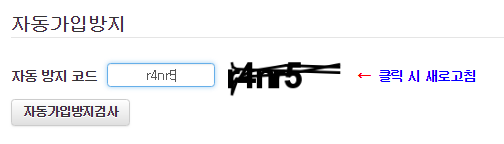 자동가입방지
자동 방지 코드 r4nr5 r4nr5 ← 클릭 시 새로고침
자동가입방지검사